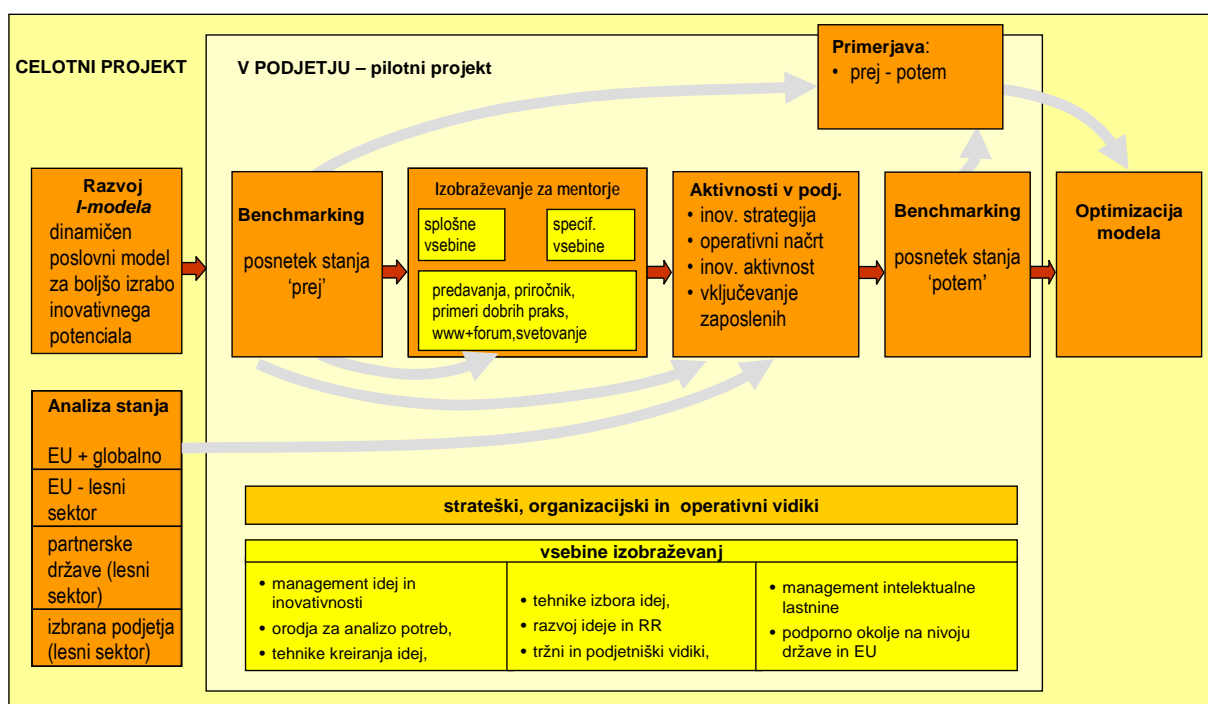 CELOTNI PROJEKT
V PODJETJU – pilotni projekt
Primerjava:
• prej - potem
Razvoj
I-modela
dinamičen
poslovni model
za boljšo izrabo
inovativnega
potenciala
Benchmarking
posnetek stanja
'prej'
Izobraževanje za mentorje
splošne
vsebine
specif.
vsebine
predavanja, priročnik,
primeri dobrih praks,
www+forum,svetovanje
Aktivnosti v podj.
• inov. strategija
• operativni načrt
• inov. aktivnost
• vključevanje
zaposlenih
Benchmarking
posnetek stanja
'potem'
Optimizacija
modela
Analiza stanja
EU + globalno
EU - lesni
sektor
partnerske
države (lesni
sektor)
izbrana podjetja
(lesni sektor)
strateški, organizacijski in operativni vidiki
vsebine izobraževanj
• management idej in
inovativnosti
• orodja za analizo potreb,
• tehnike kreiranja idej,
• tehnike izbora idej,
• razvoj ideje in RR
• tržni in podjetniški vidiki,
• management intelektualne
lastnine
• podporno okolje na nivoju
države in EU